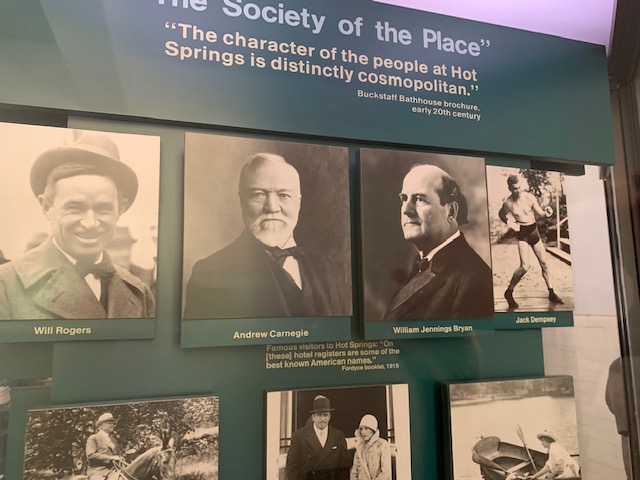 The Society of the Place”
“The character of the people at Hot
Springs is distinctly cosmopolitan.”
Buckstaff Bathhouse brochure,
early 20th century
Will Rogers
Andrew Carnegie
William Jennings Bryan
Jack Dempsey
Famous visitors to Hot Springs: “On
[these] hotel registers are some of the
best known American names.”
Fordyce booklet, 1915